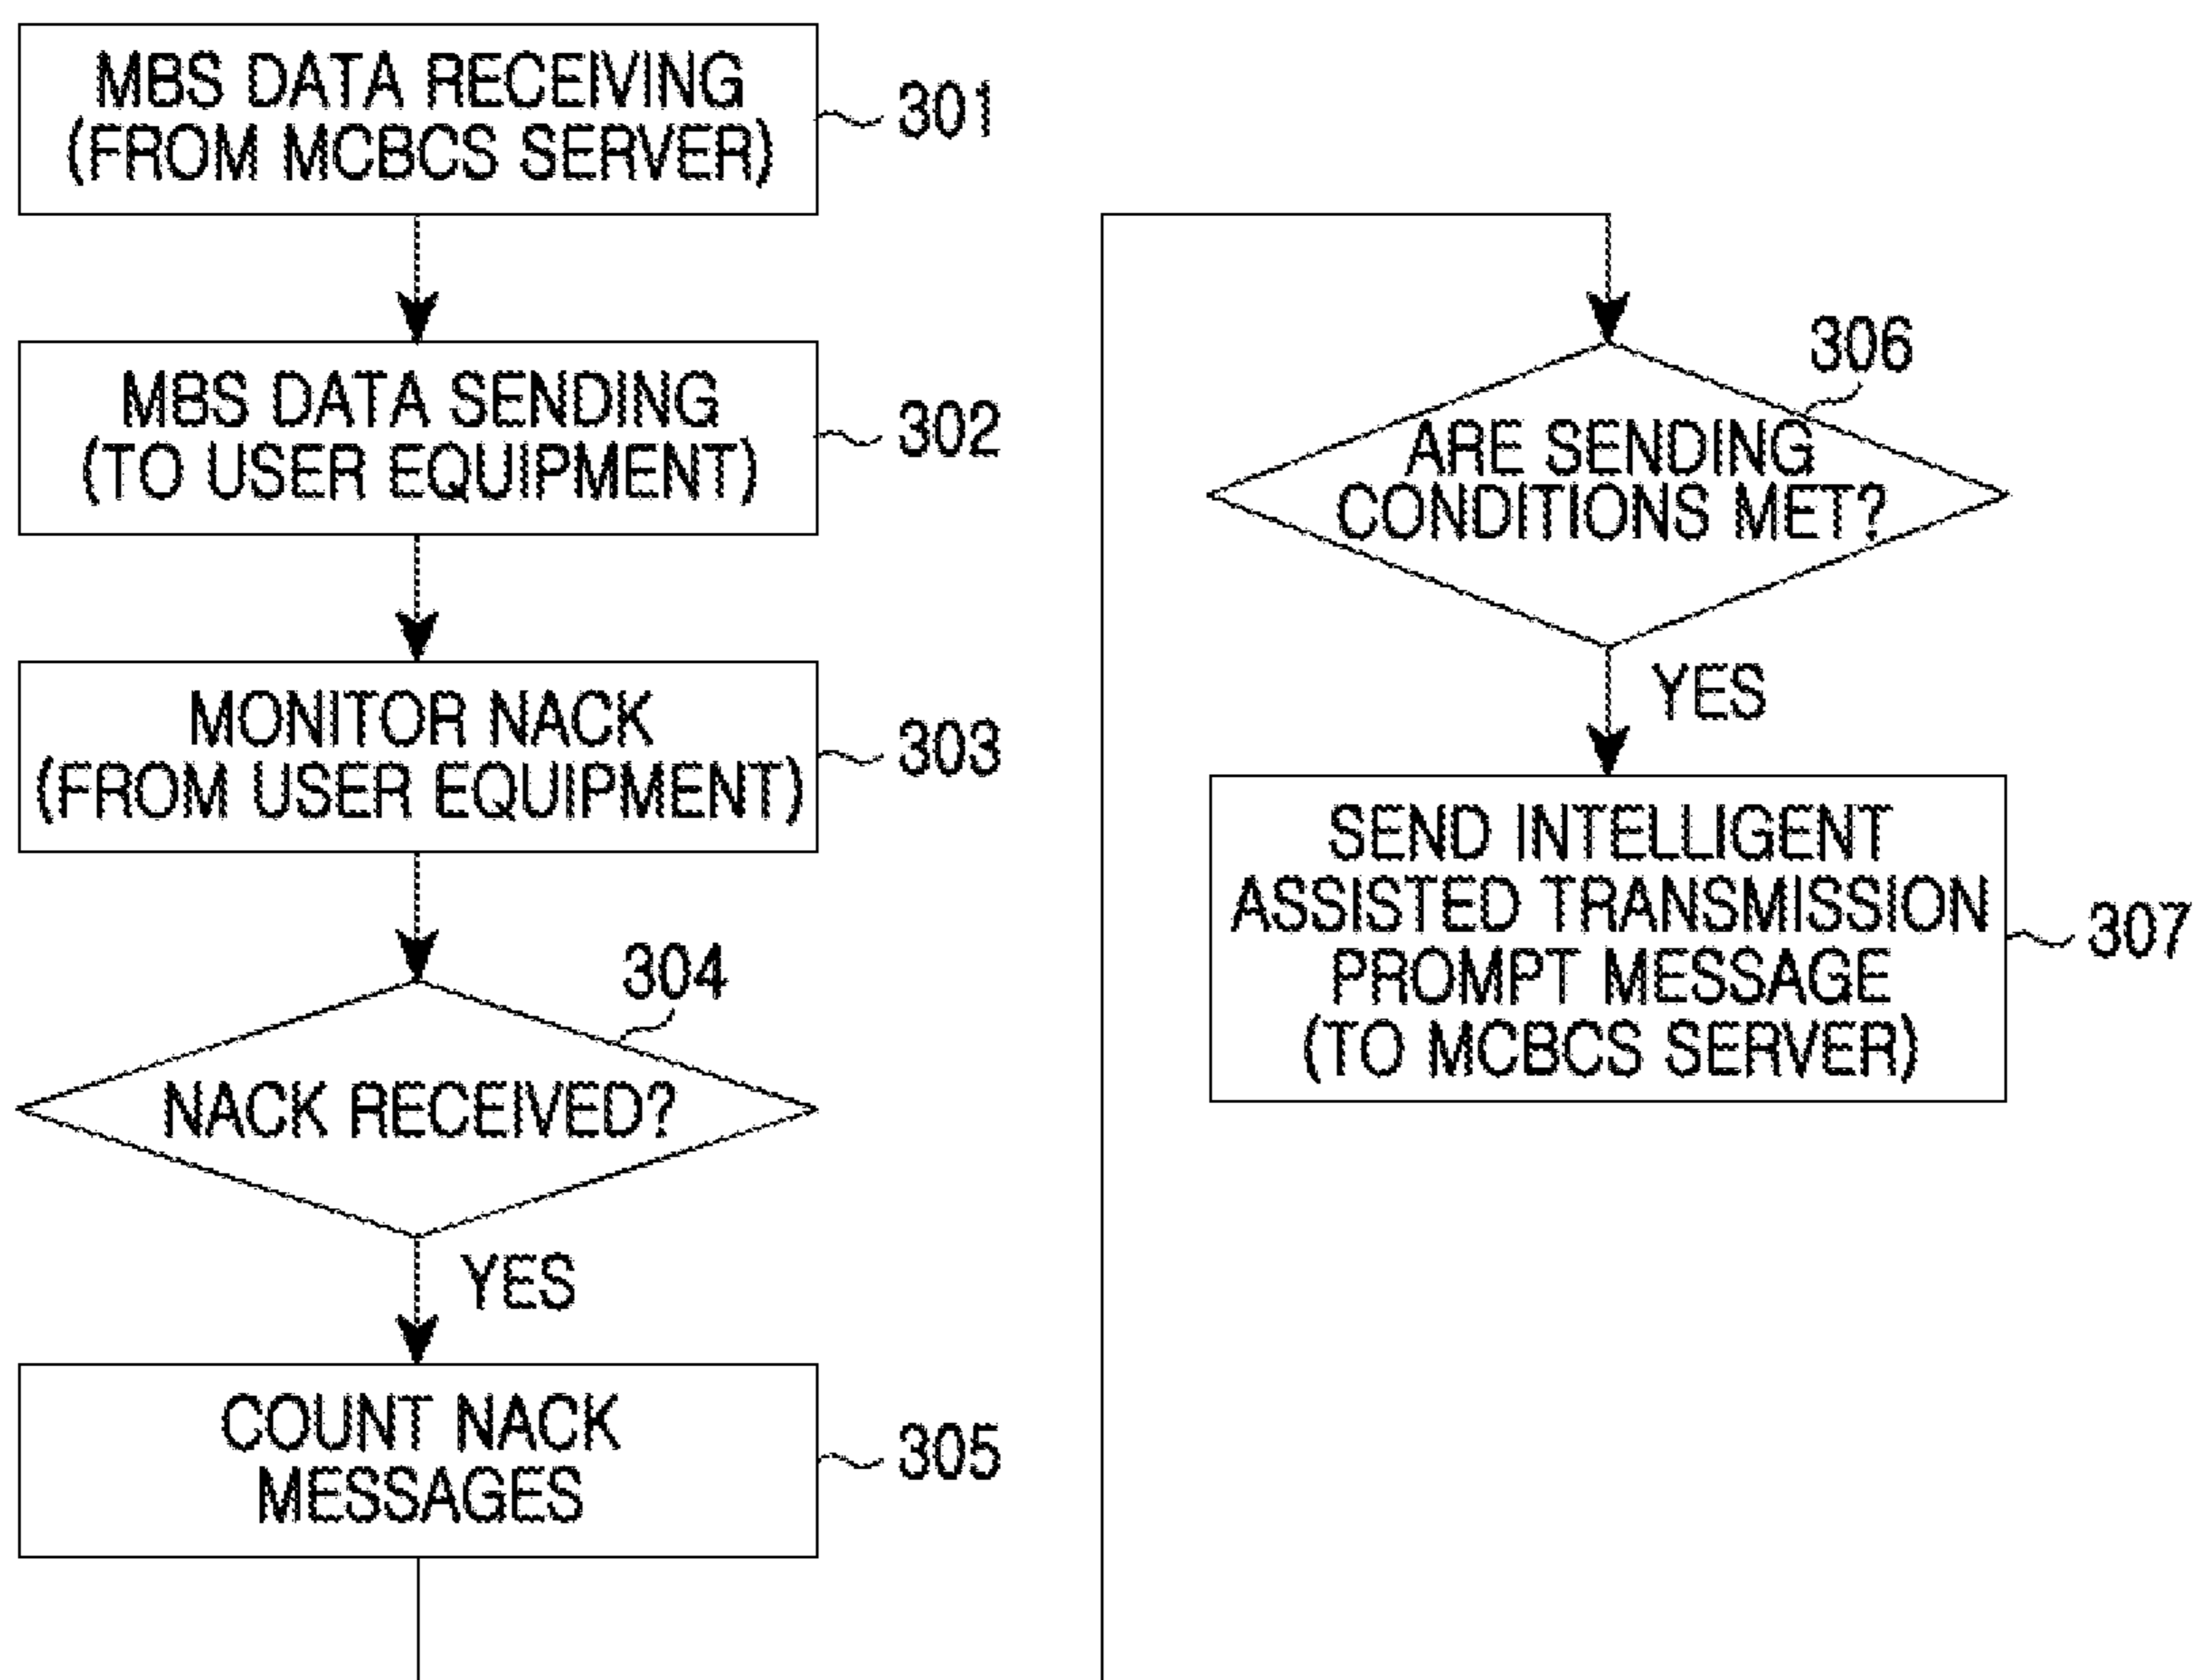 MBS DATA RECEIVING
(FROM MCBCS SERVER)
301
MBS DATA SENDING
(TO USER EQUIPMENT)
302
MONITOR NACK
(FROM USER EQUIPMENT)
303
304
NACK RECEIVED?
YES
COUNT NACK
MESSAGES
305
306
ARE SENDING
CONDITIONS MET?
YES
SEND INTELLIGENT
ASSISTED TRANSMISSION
PROMPT MESSAGE
(TO MCBCS SERVER)
307